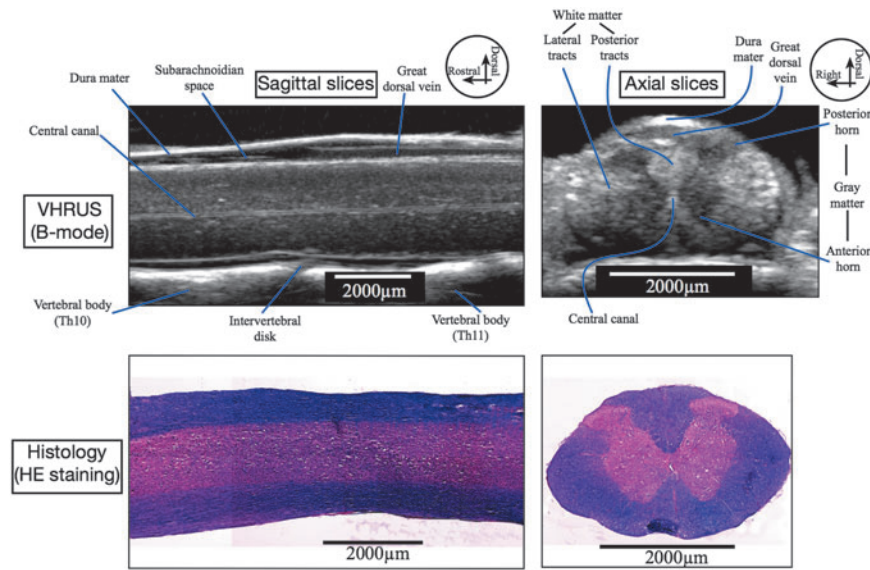 White matter
Lateral
tracts
Posterior
tracts
Dura
mater
Great
dorsal
vein
Dorsal
Rostral
Dorsal
Right
Dura mater
Subarachnoidian
space
Sagittal slices
Great
dorsal vein
Axial slices
Central canal
Posterior
horn
Gray
matter
Anterior
horn
VHRUS
(B-mode)
2000µm
2000µm
Vertebral body
(Th10)
Intervertebral
disk
Vertebral body
(Th11)
Central canal
Histology
(HE staining)
2000µm
2000µm